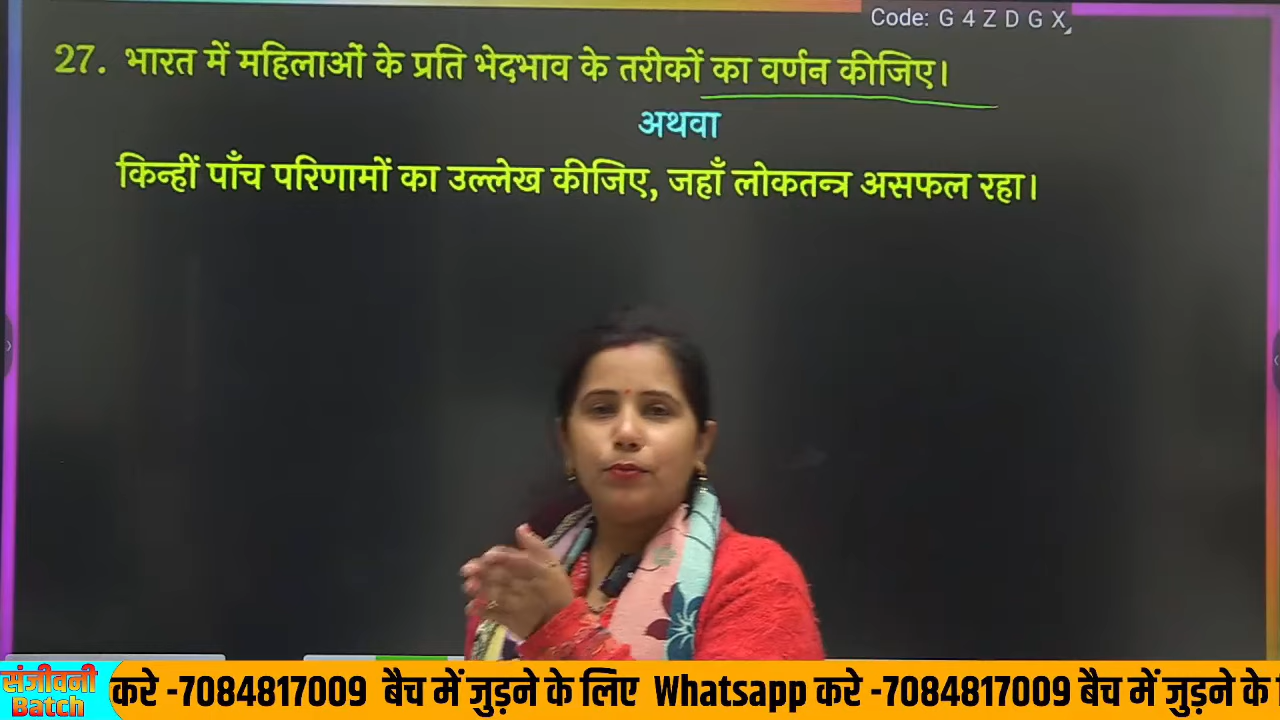 Code: G 4 Z D G X
27. भारत में महिलाओं के प्रति भेदभाव के तरीकों का वर्णन कीजिए।
अथवा
किन्हीं पाँच परिणामों का उल्लेख कीजिए, जहाँ लोकतन्त्र असफल रहा।
संजीवनी
Batch
करे -7084817009 बैच में जुड़ने के लिए Whatsapp करे -7084817009 बैच में जुड़ने के